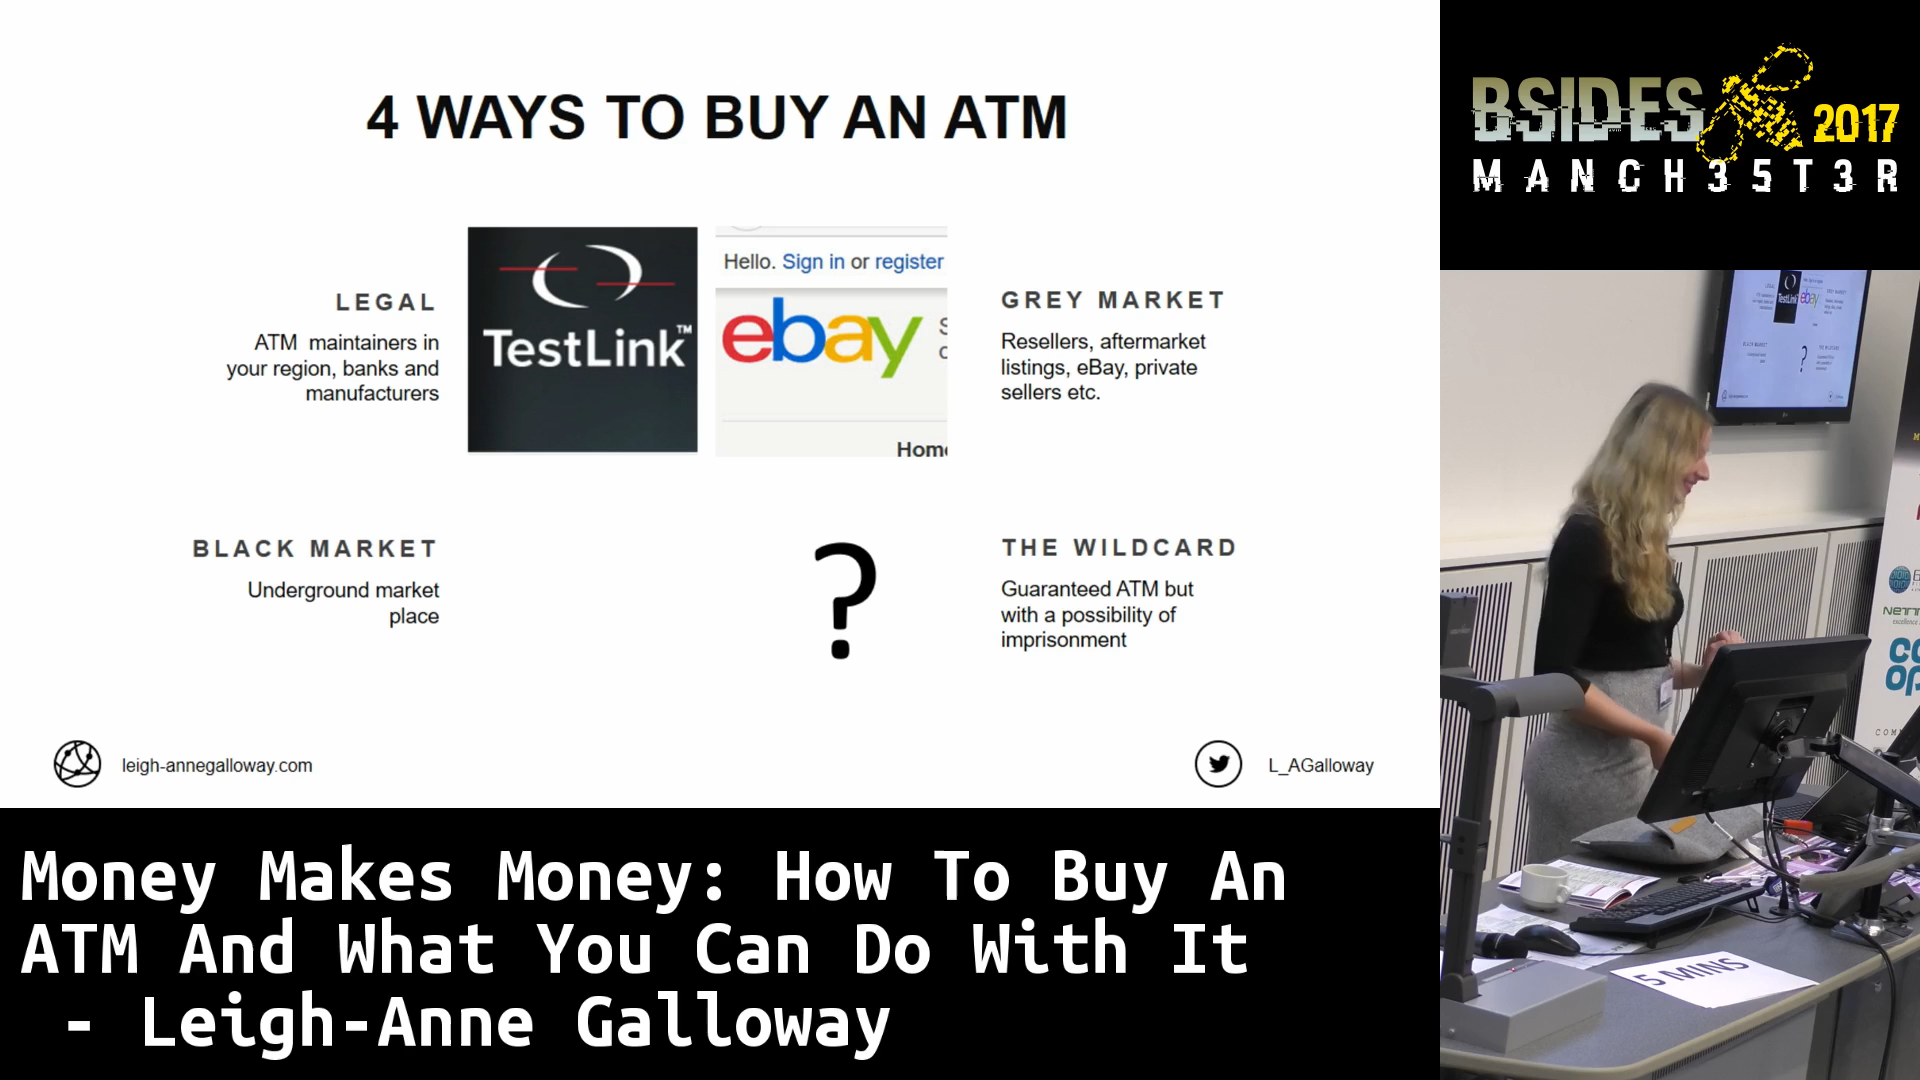 4 WAYS TO BUY AN ATM
LEGAL
ATM maintainers in
your region, banks and
manufacturers
TestLink™
Hello. Sign in or register
ebay
Home
GREY MARKET
Resellers, aftermarket
listings, eBay, private
sellers etc.
BLACK MARKET
Underground market
place
?
THE WILDCARD
Guaranteed ATM but
with a possibility of
imprisonment
leigh-annegalloway.com
L_AGalloway
BSIDES 2017
MANCH35T3R
TestLink
ebay
?
5 MINS
Money Makes Money: How To Buy An
ATM And What You Can Do With It
- Leigh-Anne Galloway